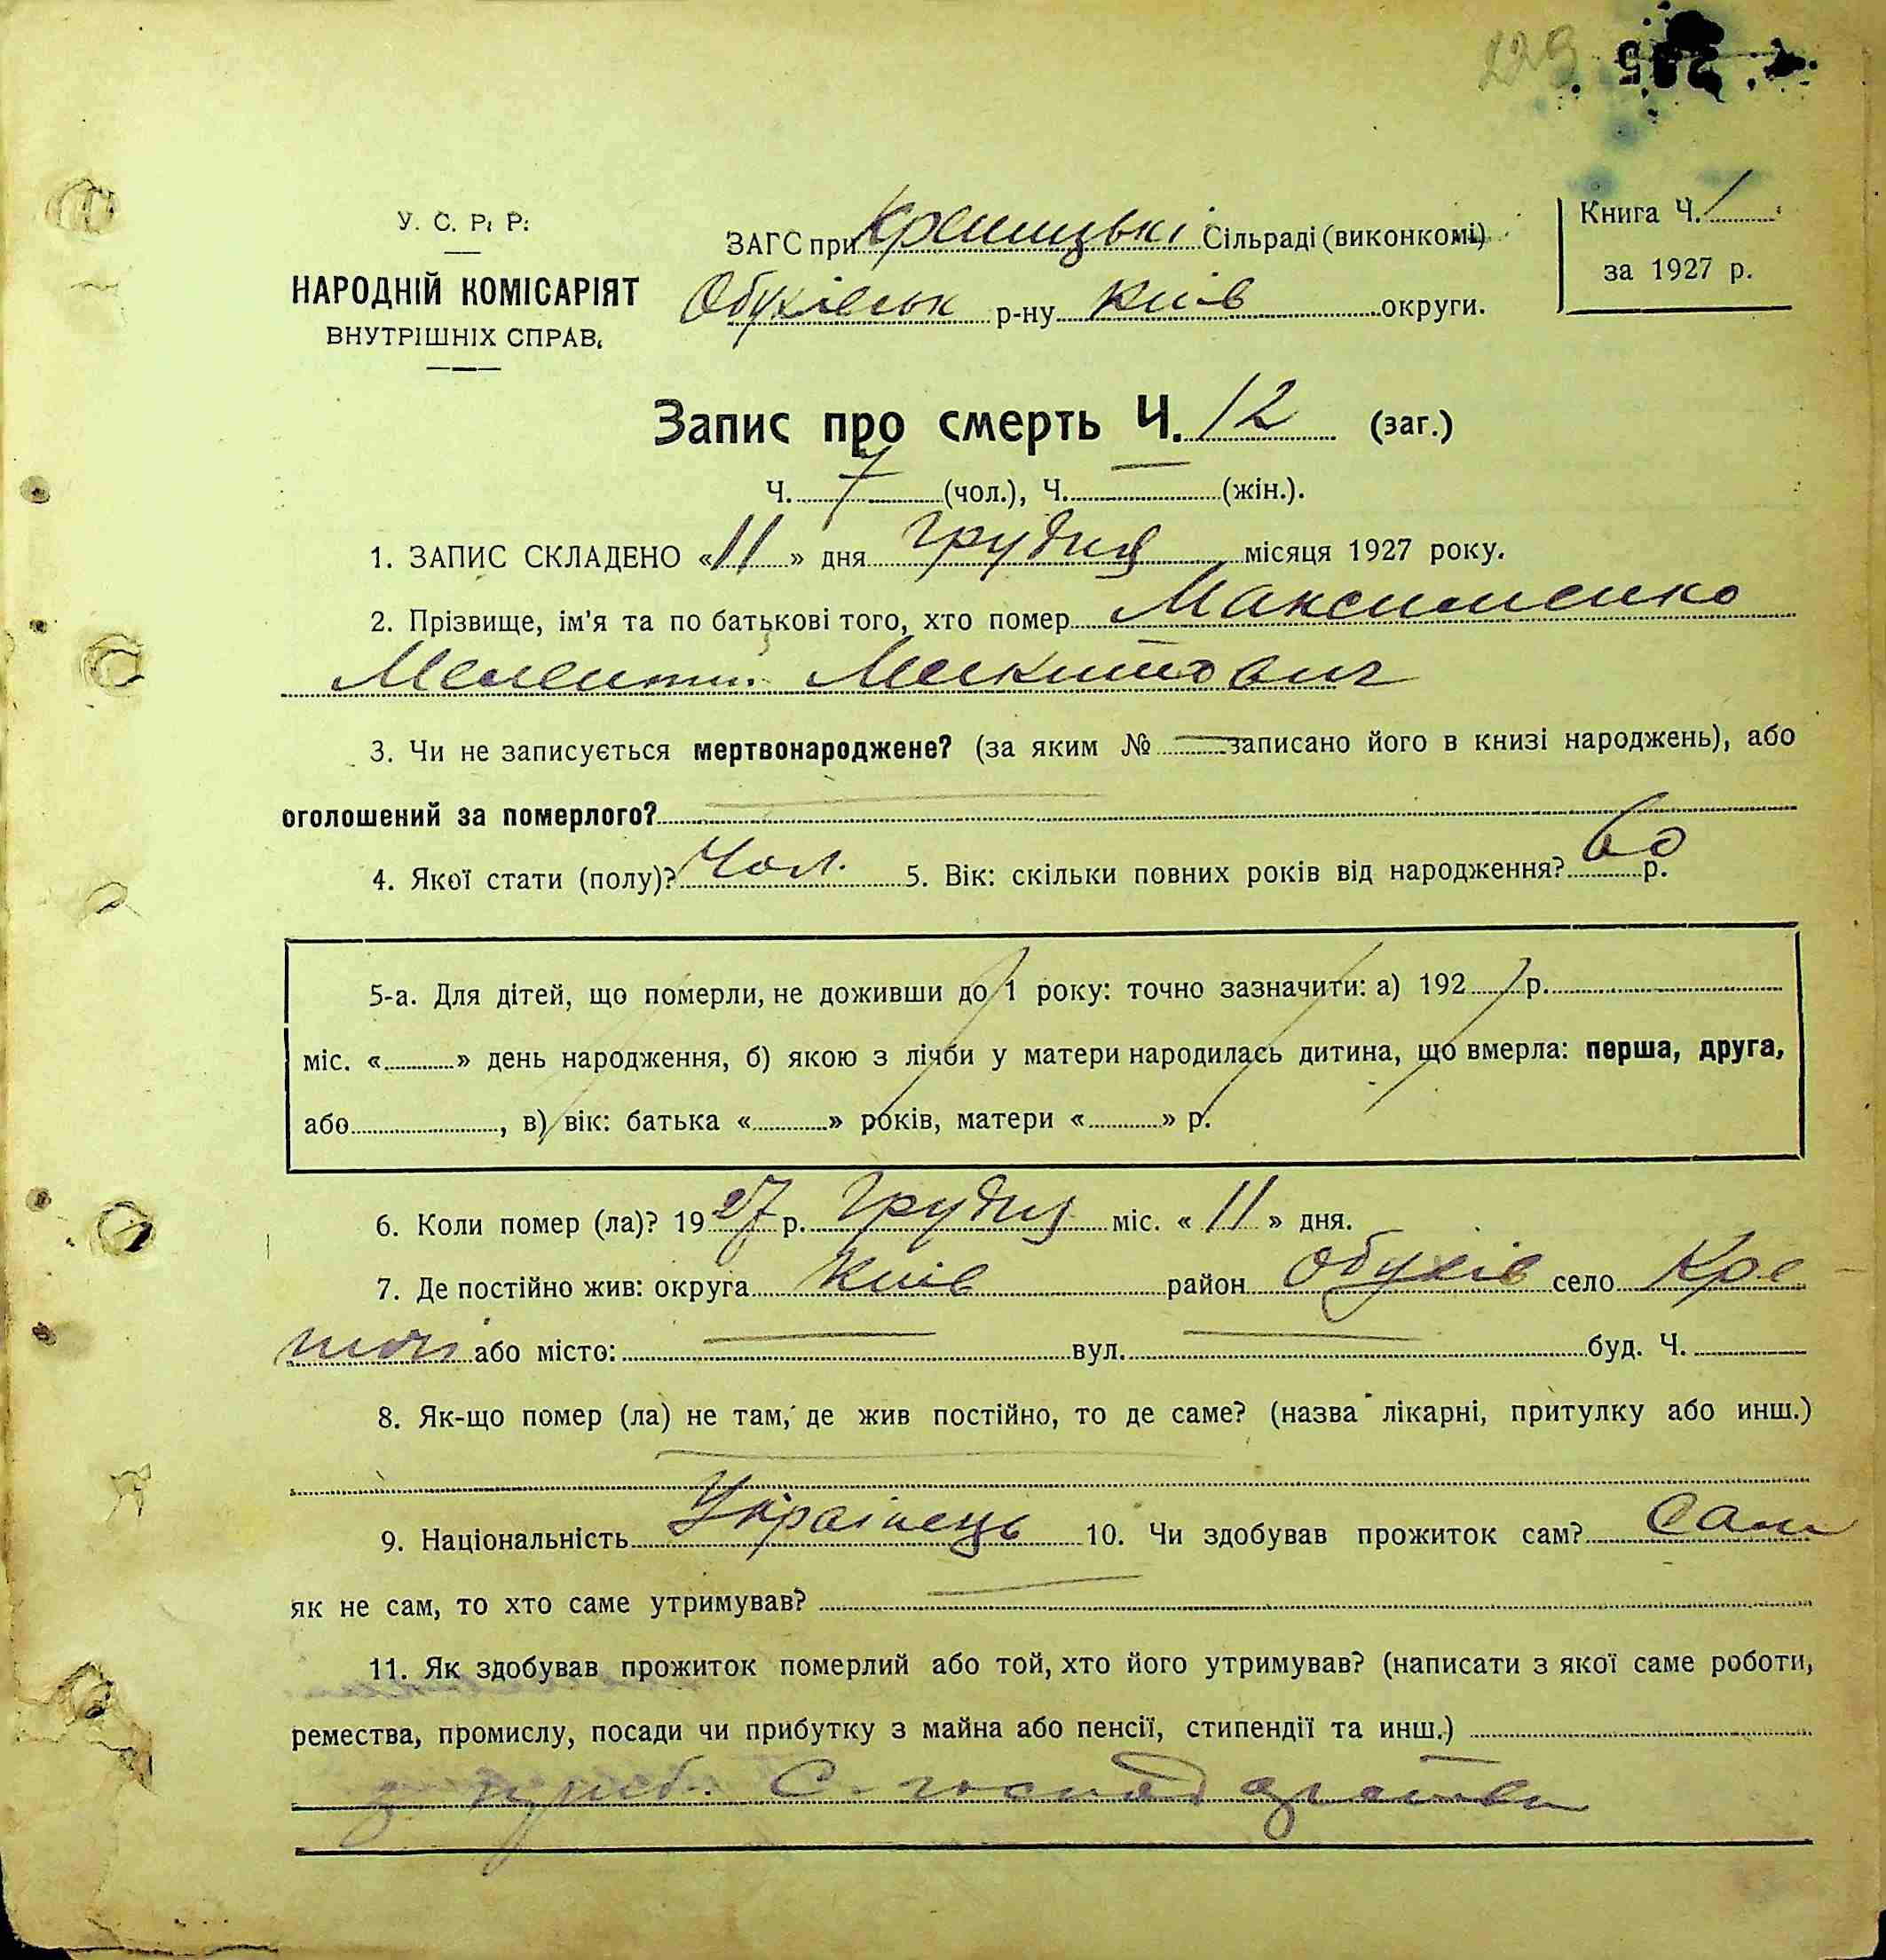 229 295
У. С. Р. Р.
НАРОДНІЙ КОМІСАРІЯТ
ВНУТРІШНІХ СПРАВ.
ЗАГС при Сільраді (виконкомі)
Обухівськ р-ну Київ округи.
Книга Ч. 1
за 1927 р.
Запис про смерть Ч. 12 (заг.)
Ч. 7 (чол.), Ч. — (жін.).
1. ЗАПИС СКЛАДЕНО «11» дня Грудня місяця 1927 року.
2. Прізвище, ім'я та по батькові того, хто помер Максименко
3. Чи не записується мертвонароджене? (за яким № — записано його в книзі народжень), або
оголошений за померлого? —
4. Якої стати (полу)? Чол. 5. Вік: скільки повних років від народження? 60 р.
5-а. Для дітей, що померли, не доживши до 1 року: точно зазначити: а) 192 р.
міс. « » день народження, б) якою з лічби у матери народилась дитина, що вмерла: перша, друга,
або , в) вік: батька « » років, матери « » р.
6. Коли помер (ла)? 1927 р. Грудня міс. «11» дня.
7. Де постійно жив: округа Київ район Обухів село Кре
або місто: — вул. — буд. Ч.
8. Як-що помер (ла) не там, де жив постійно, то де саме? (назва лікарні, притулку або инш.)
—
9. Національність Українець 10. Чи здобував прожиток сам? Сам
як не сам, то хто саме утримував? —
11. Як здобував прожиток померлий або той, хто його утримував? (написати з якої саме роботи,
ремества, промислу, посади чи прибутку з майна або пенсії, стипендії та инш.)
з приб. С-господарства